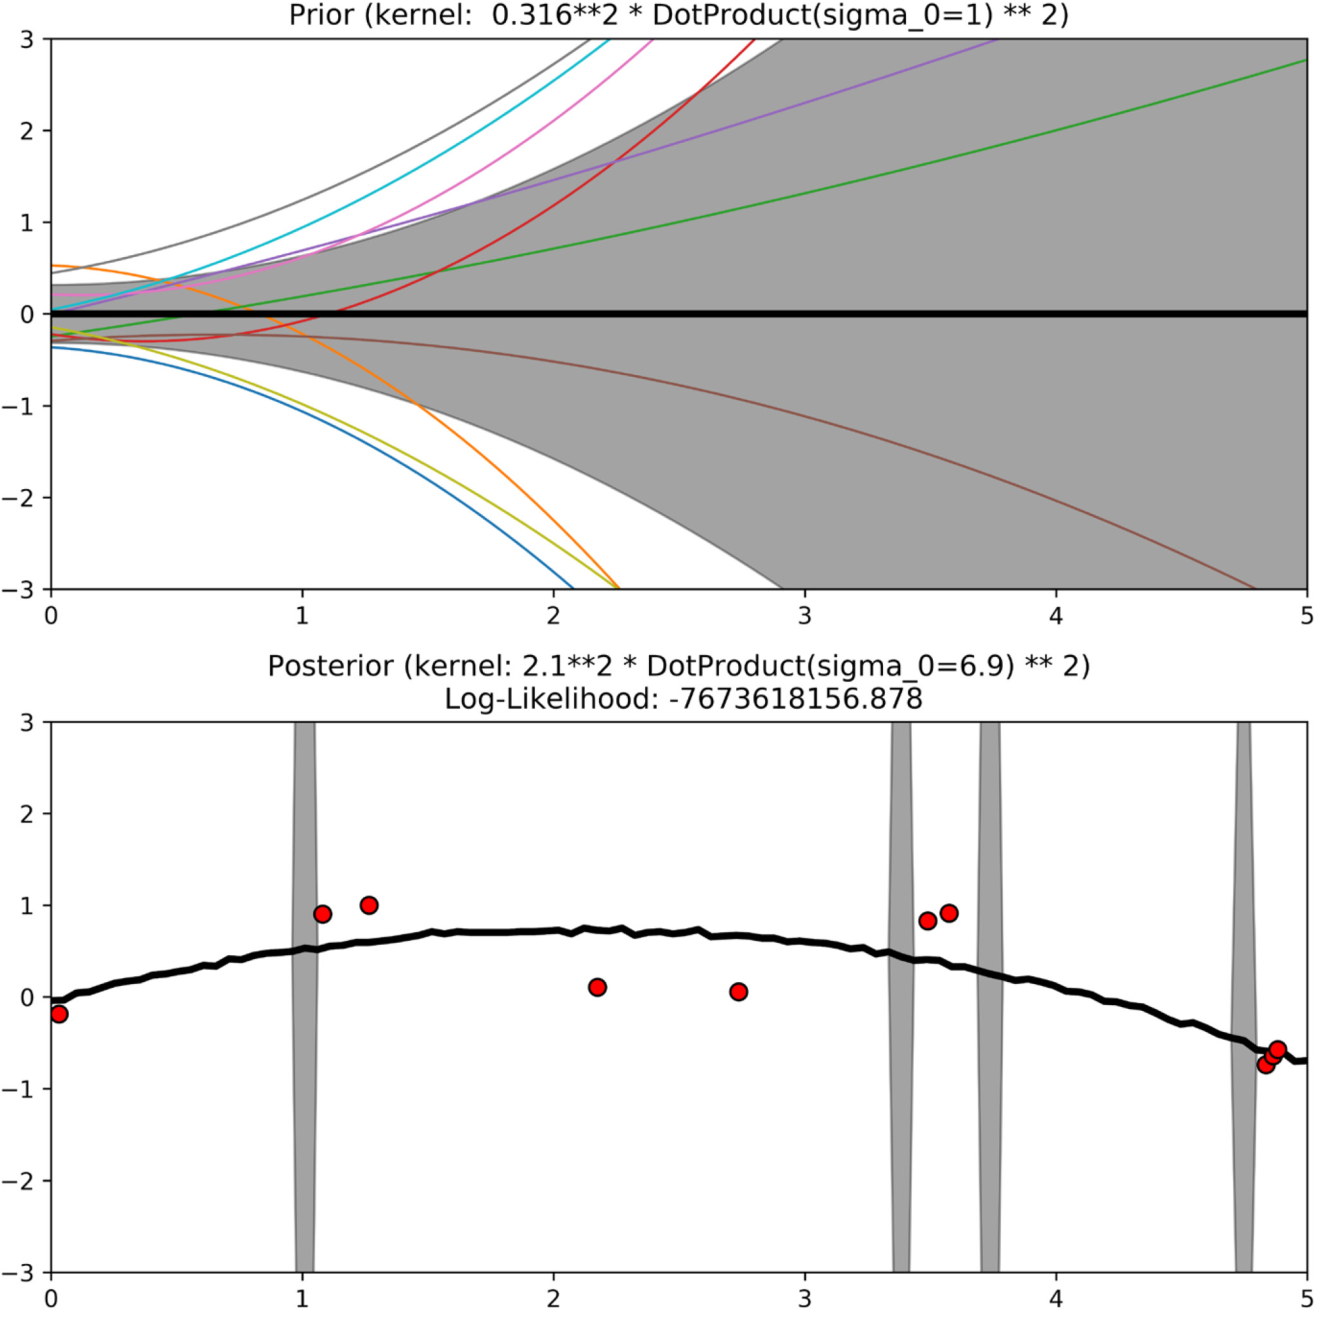 Prior (kernel:  0.316**2 * DotProduct(sigma_0=1) ** 2)
3
2
1
0
−1
−2
−3
0 1 2 3 4 5
Posterior (kernel: 2.1**2 * DotProduct(sigma_0=6.9) ** 2)
Log-Likelihood: -7673618156.878
3
2
1
0
−1
−2
−3
0 1 2 3 4 5